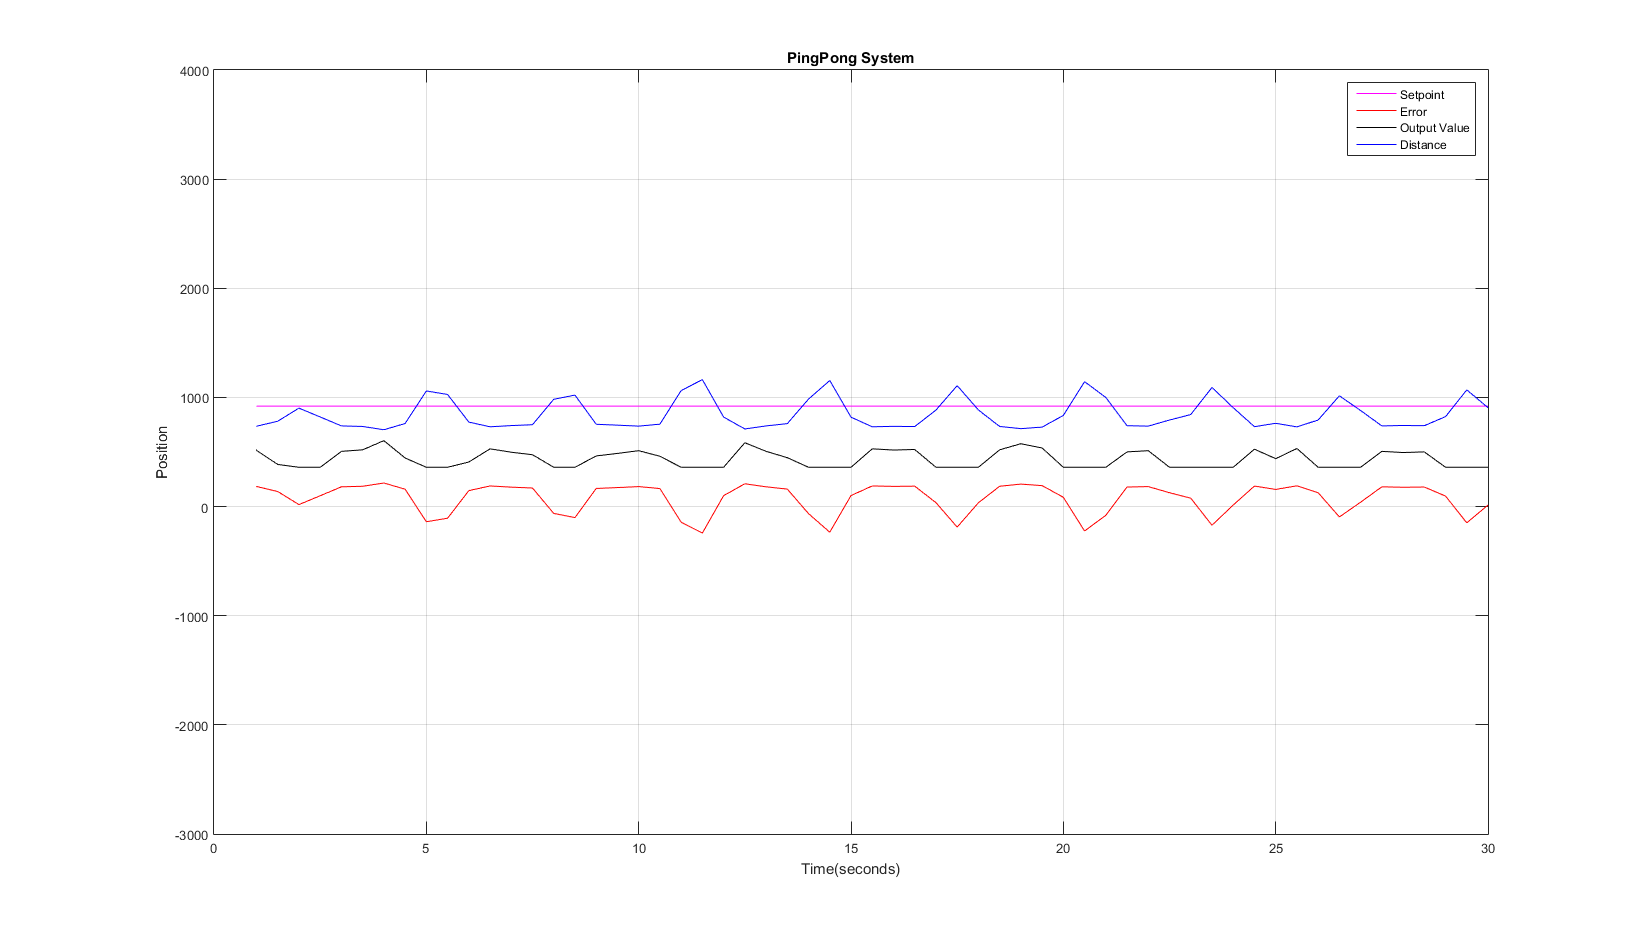 PingPong System
4000
3000
2000
1000
0
-1000
-2000
-3000
Position
Setpoint
Error
Output Value
Distance
0 5 10 15 20 25 30
Time(seconds)